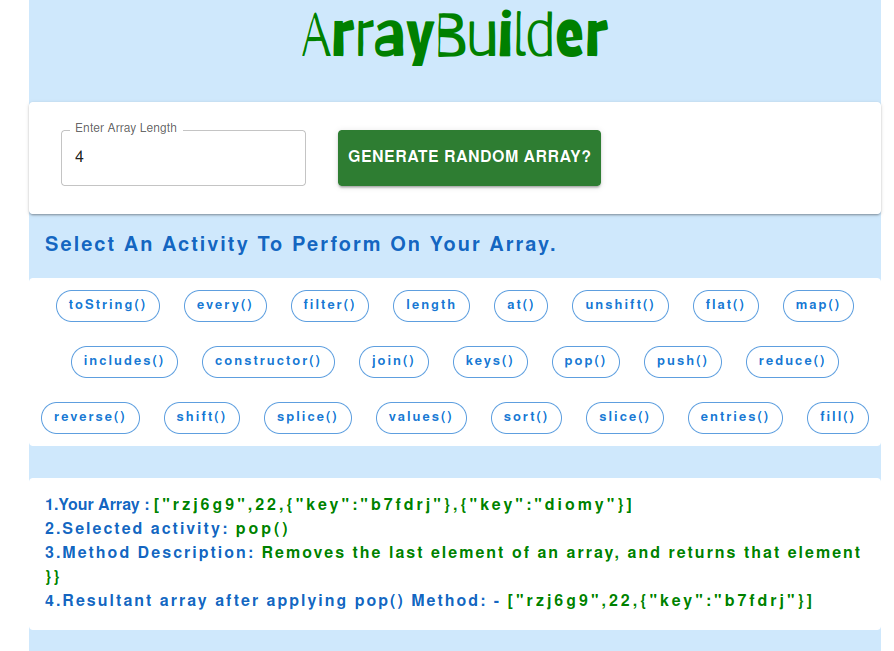 ArrayBuilder
Enter Array Length
4
GENERATE RANDOM ARRAY?
Select An Activity To Perform On Your Array.
toString() every() filter() length at() unshift() flat() map()
includes() constructor() join() keys() pop() push() reduce()
reverse() shift() splice() values() sort() slice() entries() fill()
1.Your Array : ["rzj6g9",22,{"key":"b7fdrj"},{"key":"diomy"}]
2.Selected activity: pop()
3.Method Description: Removes the last element of an array, and returns that element
}}
4.Resultant array after applying pop() Method: - ["rzj6g9",22,{"key":"b7fdrj"}]